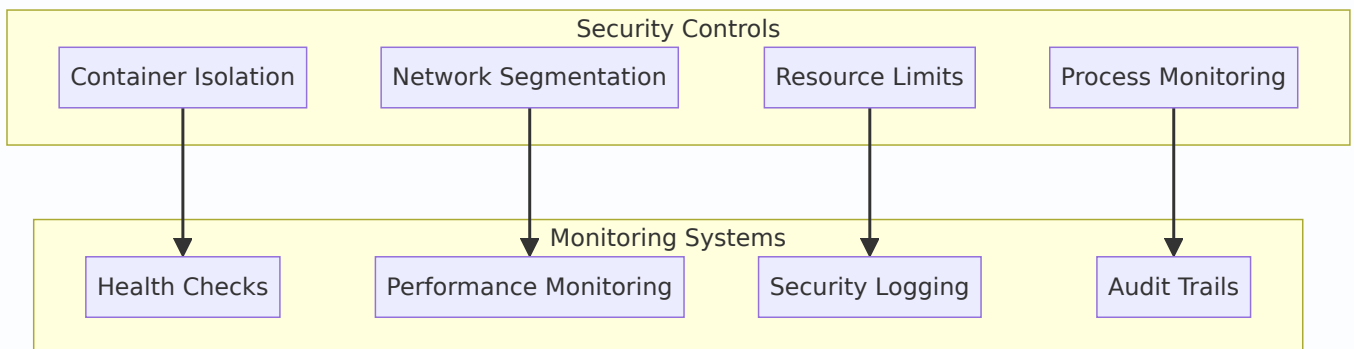 Security Controls
Container Isolation
Network Segmentation
Resource Limits
Process Monitoring
Monitoring Systems
Health Checks
Performance Monitoring
Security Logging
Audit Trails